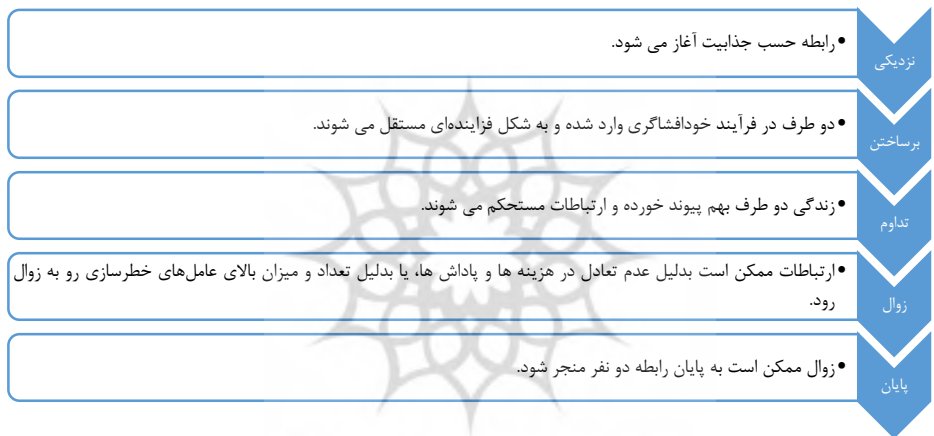 نزدیکی
•رابطه حسب جذابیت آغاز می شود.
برساختن
•دو طرف در فرآیند خودافشاگری وارد شده و به شکل فزاینده‌ای مستقل می شوند.
تداوم
•زندگی دو طرف بهم پیوند خورده و ارتباطات مستحکم می شوند.
زوال
•ارتباطات ممکن است بدلیل عدم تعادل در هزینه ها و پاداش ها، یا بدلیل تعداد و میزان بالای عامل‌های خطرسازی رو به زوال
رود.
پایان
•زوال ممکن است به پایان رابطه دو نفر منجر شود.